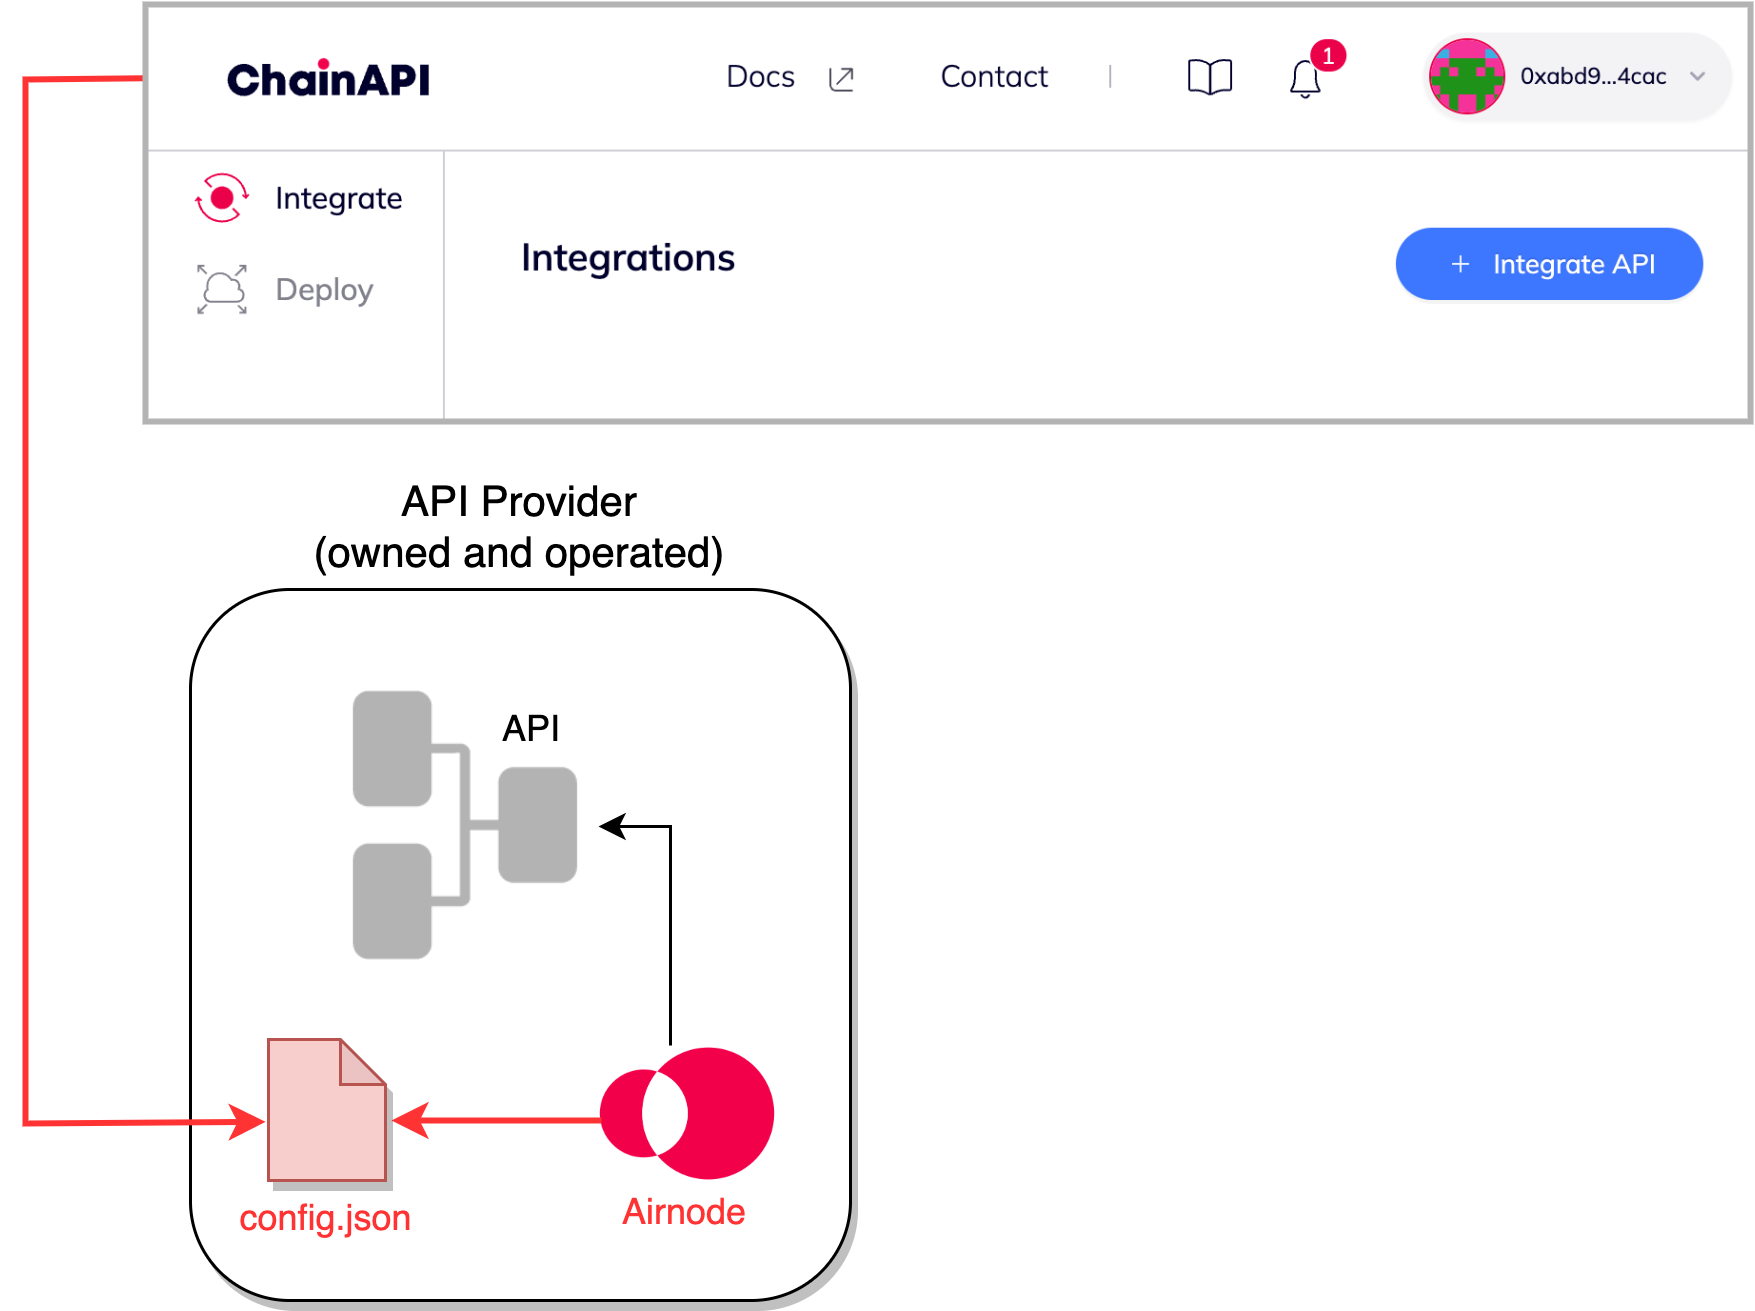 ChainAPI
Docs
Contact
1
0xabd9...4cac
Integrate
Deploy
Integrations
+ Integrate API
API Provider
(owned and operated)
API
config.json
Airnode